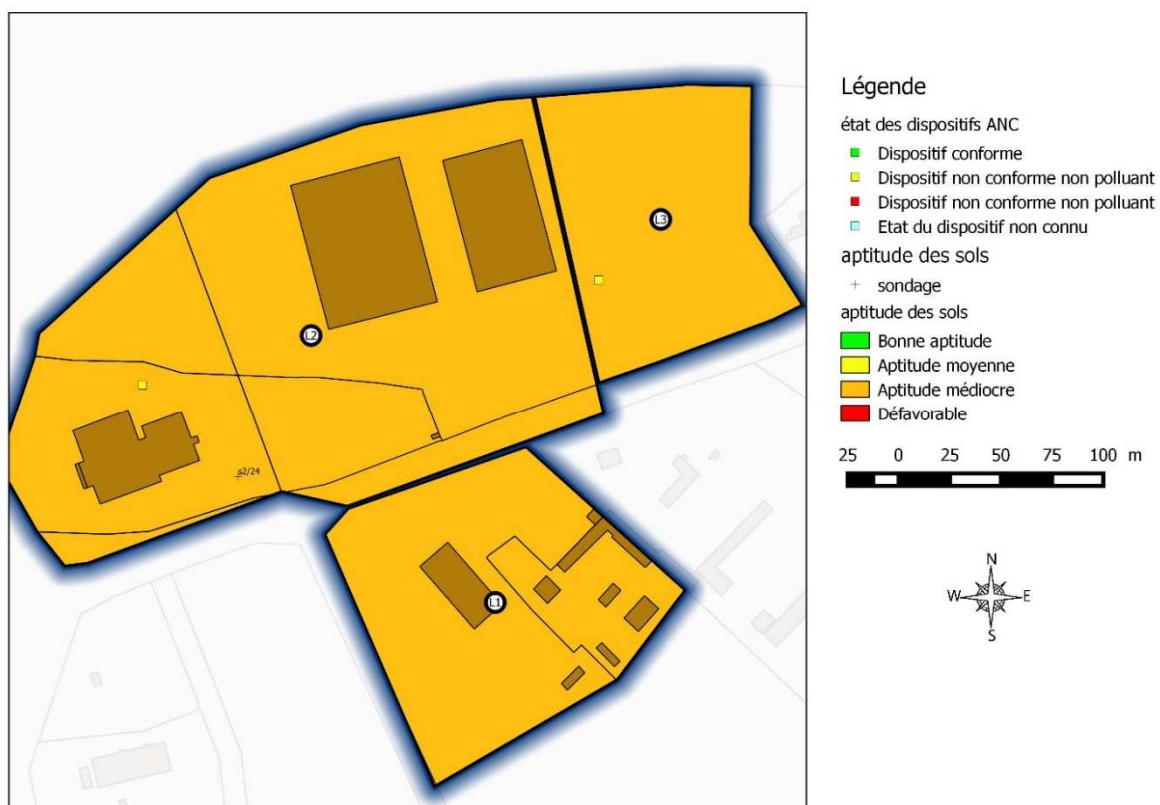 L3
L2
s2/24
L1
Légende
état des dispositifs ANC
Dispositif conforme
Dispositif non conforme non polluant
Dispositif non conforme non polluant
Etat du dispositif non connu
aptitude des sols
sondage
aptitude des sols
Bonne aptitude
Aptitude moyenne
Aptitude médiocre
Défavorable
25 0 25 50 75 100 m
N
W E
S